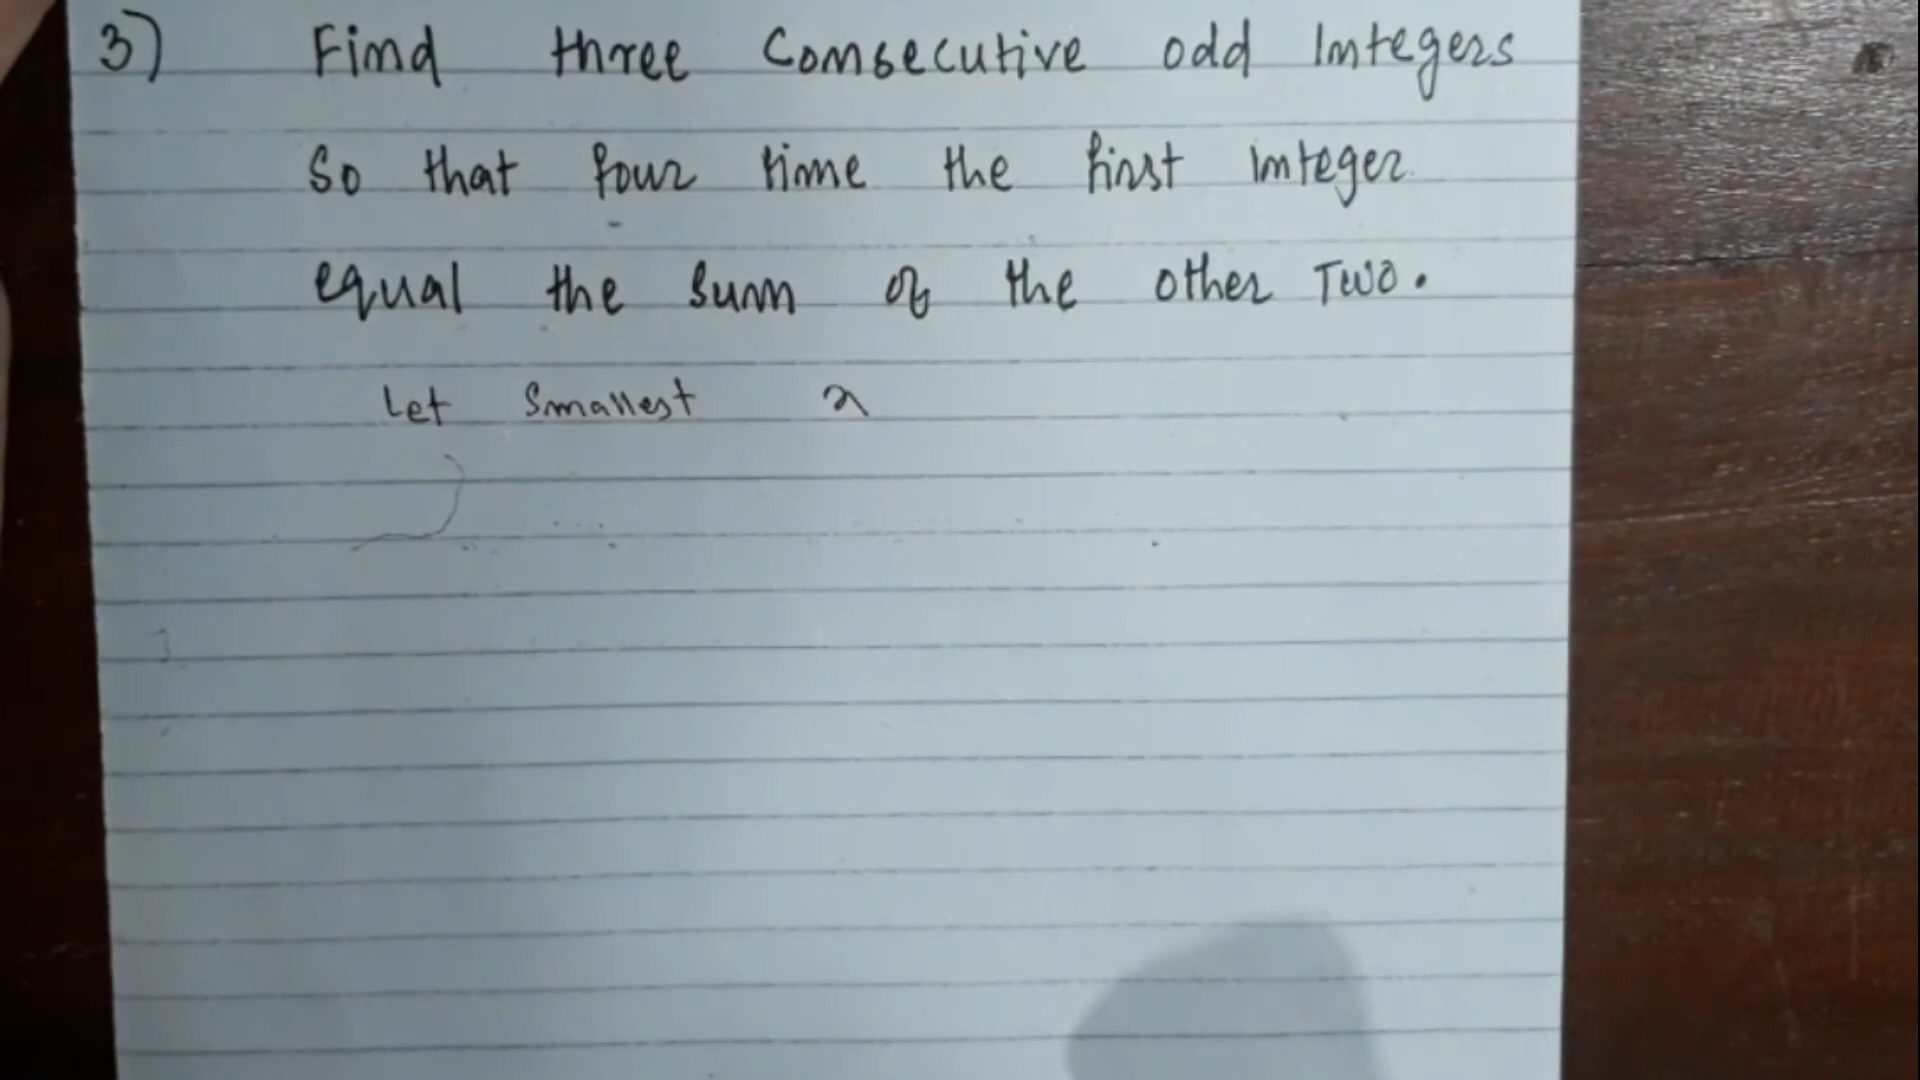 3) Find three consecutive odd Integers
So that four time the first integer
equal the sum of the other Two.
Let Smallest x